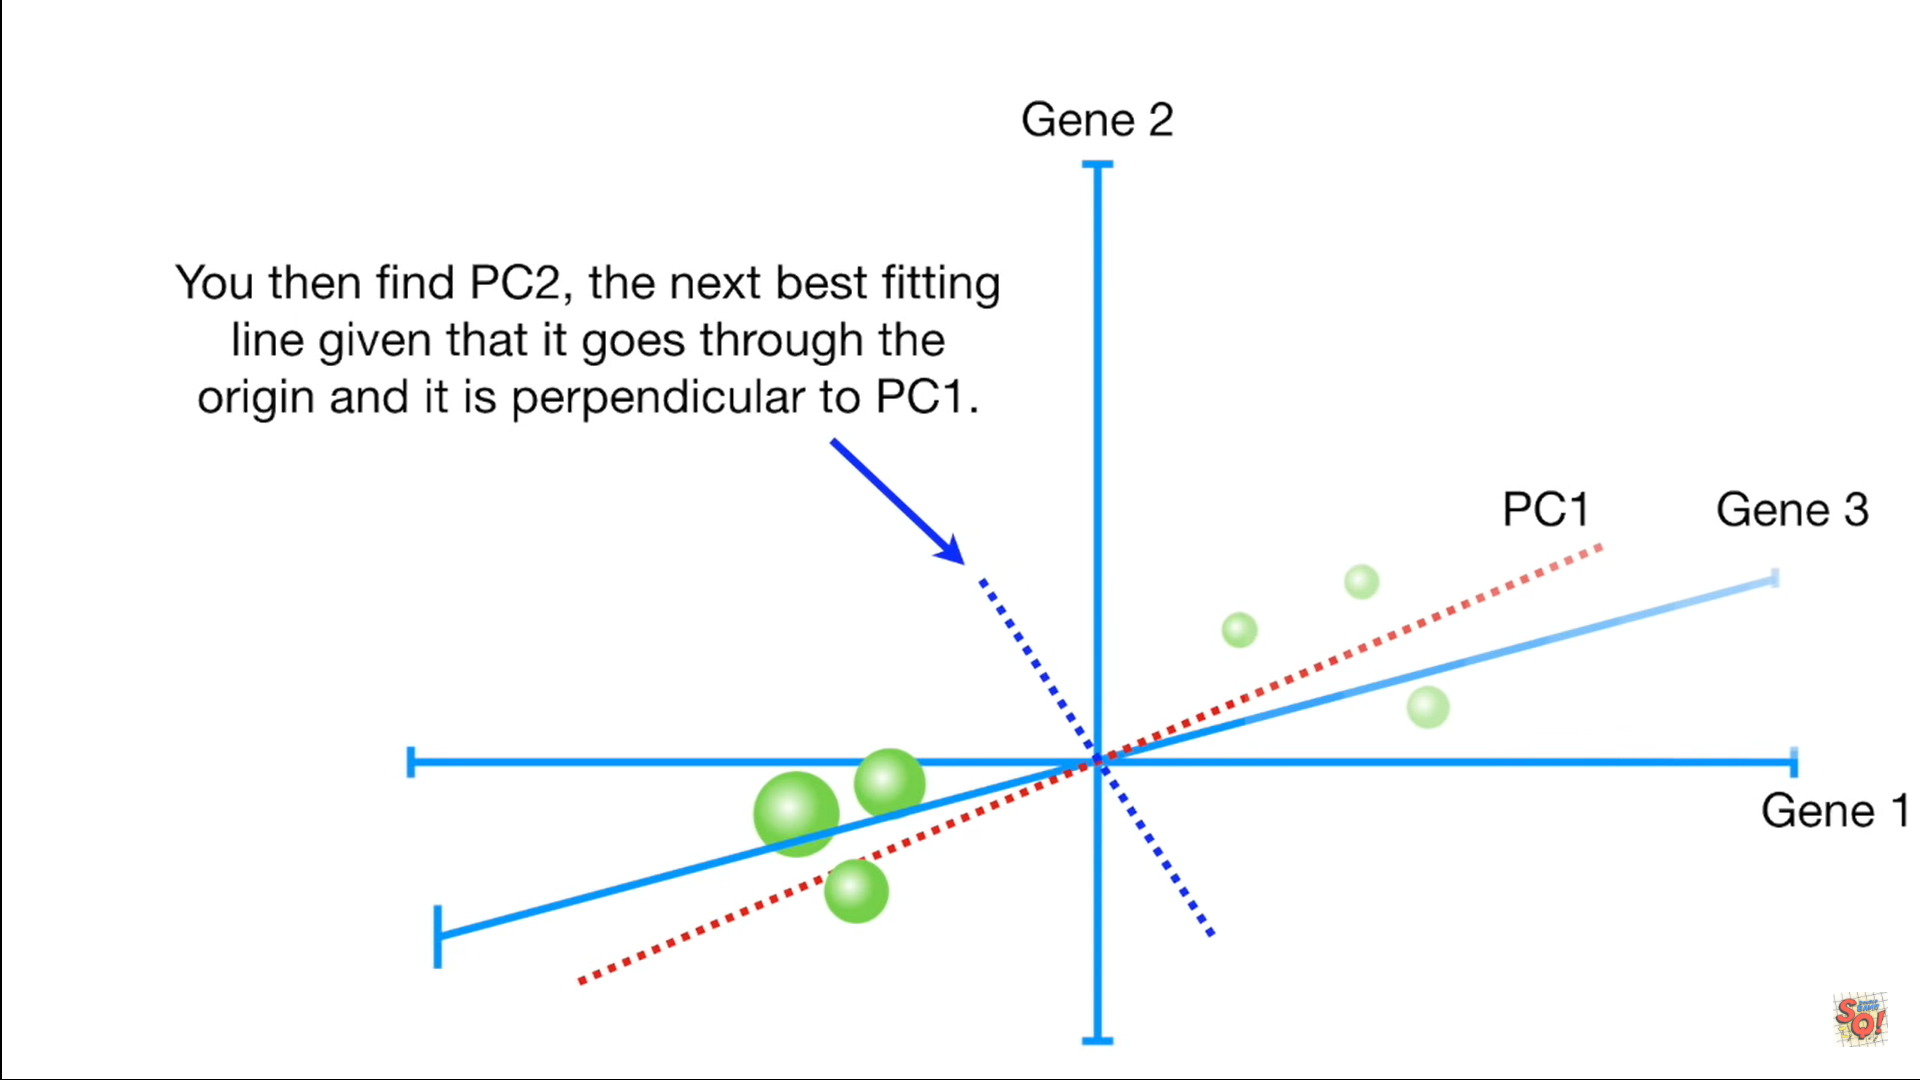 Gene 2
You then find PC2, the next best fitting
line given that it goes through the
origin and it is perpendicular to PC1.
PC1
Gene 3
Gene 1
SQ!